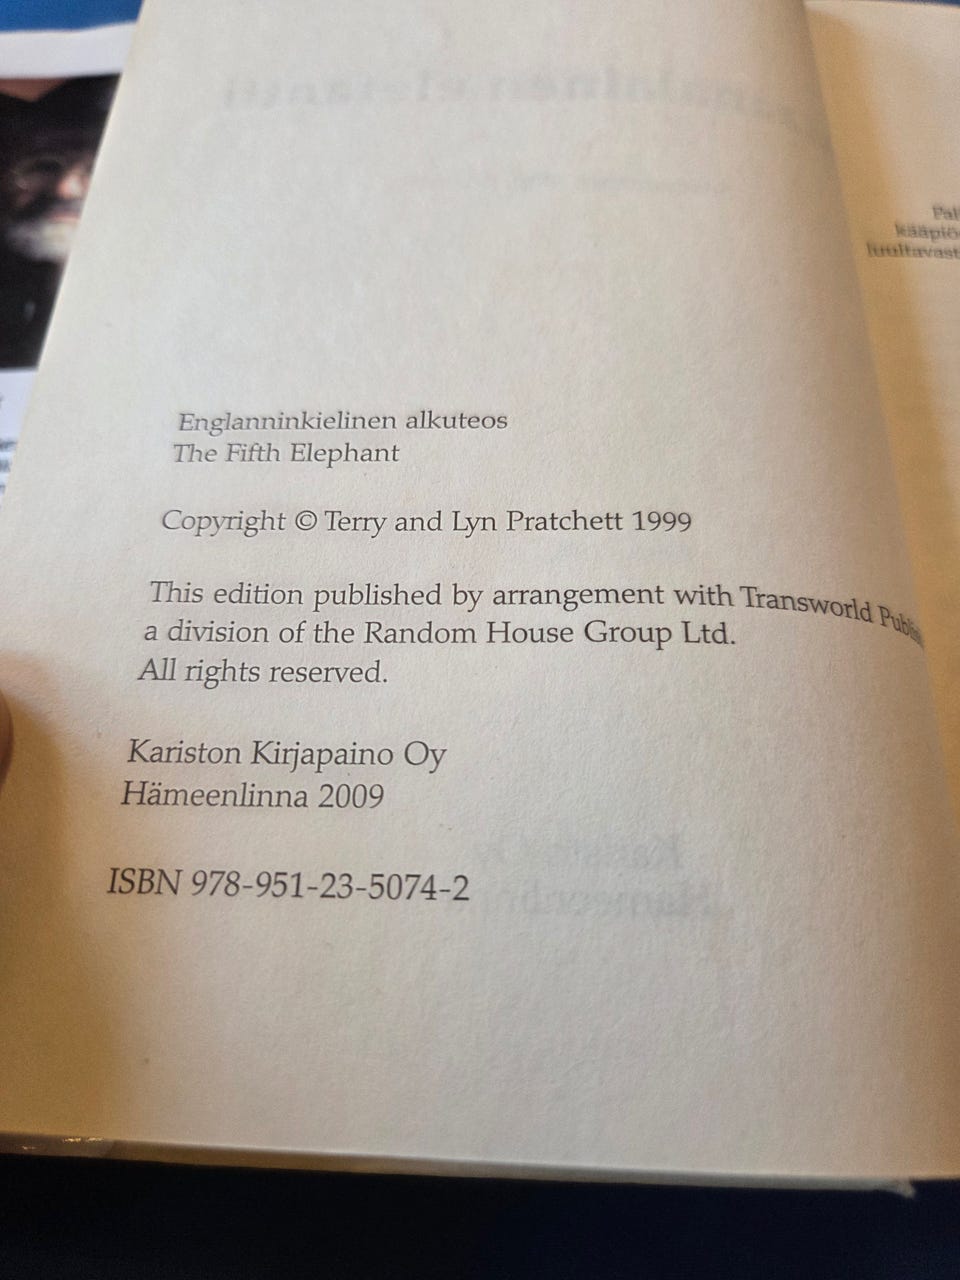 Englanninkielinen alkuteos
The Fifth Elephant
Copyright © Terry and Lyn Pratchett 1999
This edition published by arrangement with Transworld
a division of the Random House Group Ltd.
All rights reserved.
Kariston Kirjapaino Oy
Hämeenlinna 2009
ISBN 978-951-23-5074-2